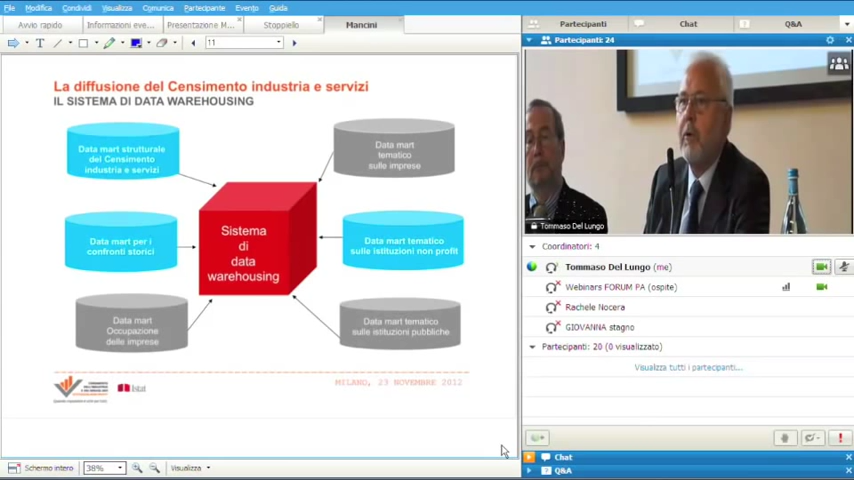 File Modifica Condividi Visualizza Comunica Partecipante Evento Guida
Avvio rapido
Informazioni eve...
Presentazione M...
Stoppiello
Mancini
Partecipanti
Chat
Q&A
T
11
Partecipanti: 24
La diffusione del Censimento industria e servizi
IL SISTEMA DI DATA WAREHOUSING
Data mart strutturale
del Censimento
industria e servizi
Data mart
tematico
sulle imprese
Data mart per i
confronti storici
Sistema
di
data
warehousing
Data mart tematico
sulle istituzioni non profit
Data mart
Occupazione
delle imprese
Data mart tematico
sulle istituzioni pubbliche
Istat
MILANO, 23 NOVEMBRE 2012
Tommaso Del Lungo
Coordinatori: 4
Tommaso Del Lungo (me)
Webinars FORUM PA (ospite)
Rachele Nocera
GIOVANNA stagno
Partecipanti: 20 (0 visualizzato)
Visualizza tutti i partecipanti...
Chat
Q&A
Schermo intero
38%
Visualizza